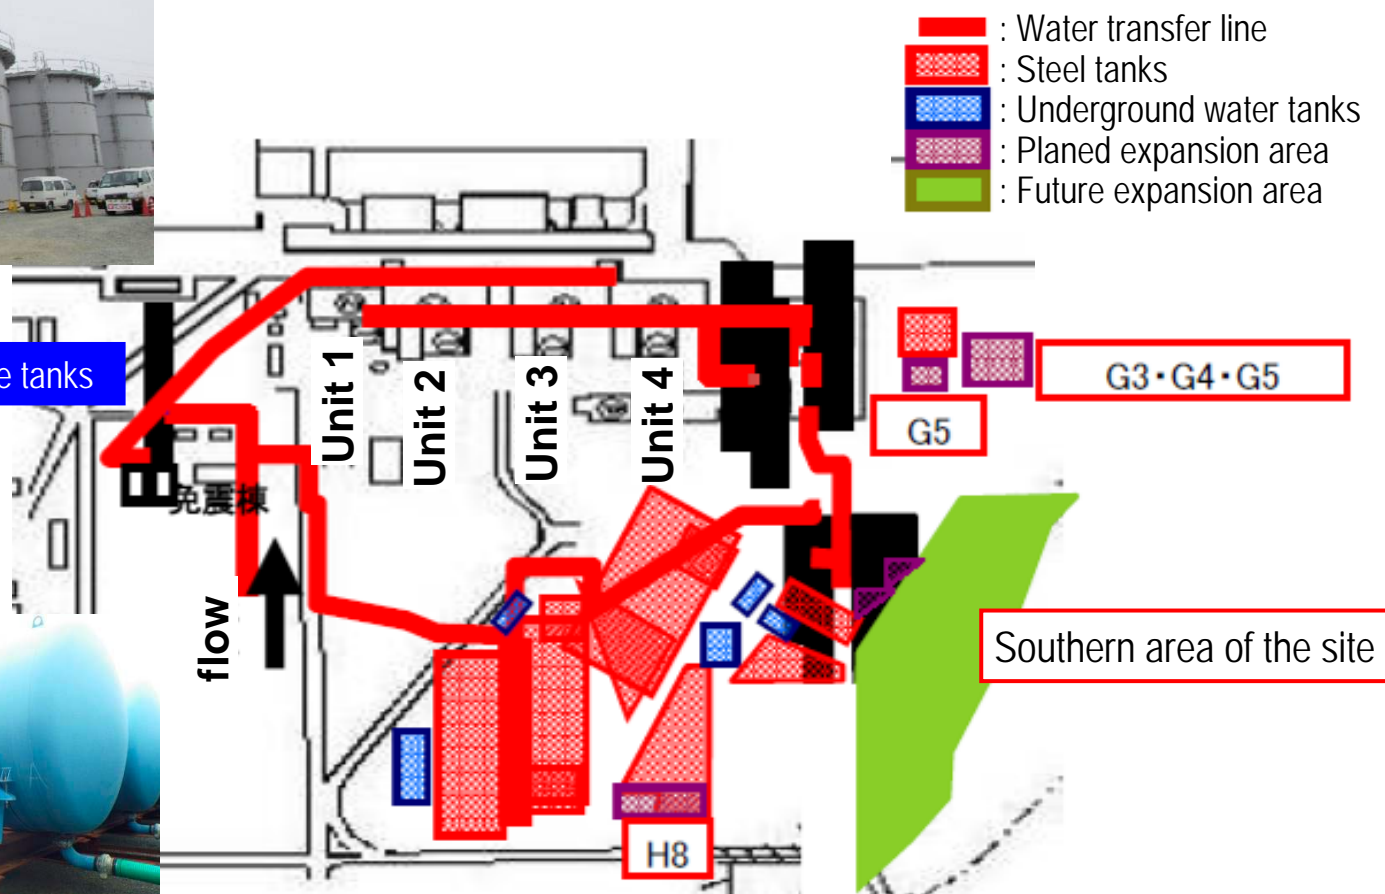 : Water transfer line
: Steel tanks
: Underground water tanks
: Planed expansion area
: Future expansion area
e tanks
Unit 1
Unit 2
Unit 3
Unit 4
G3・G4・G5
G5
免震棟
flow
Southern area of the site
H8